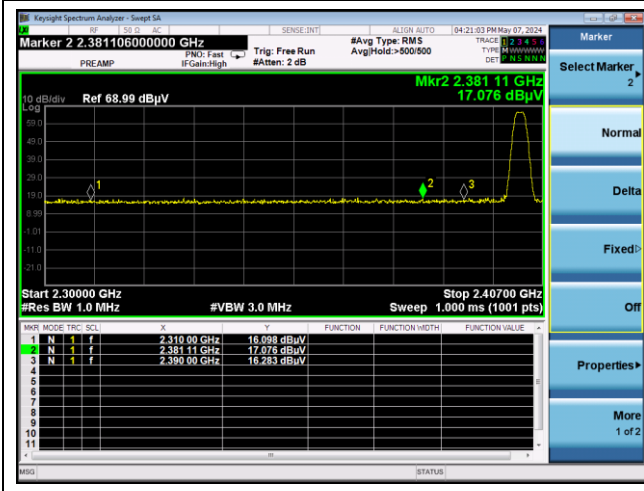 Keysight Spectrum Analyzer - Swept SA
RF 50 Ω AC SENSE:INT ALIGN AUTO 04:21:03 PM May 07, 2024
Marker 2 2.381106000000 GHz
PREAMP
PNO: Fast
IFGain:High
Trig: Free Run
#Atten: 2 dB
#Avg Type: RMS
Avg|Hold:>500/500
TRACE 1 2 3 4 5 6
TYPE MWWWWW
DET P N S N N N
Mkr2 2.381 11 GHz
17.076 dBµV
10 dB/div Ref 68.99 dBµV
Log
59.0
49.0
39.0
29.0
19.0
8.99
-1.01
-11.0
-21.0
1
2
3
Start 2.30000 GHz Stop 2.40700 GHz
#Res BW 1.0 MHz #VBW 3.0 MHz Sweep 1.000 ms (1001 pts)
MKR MODE TRC SCL X Y FUNCTION FUNCTION WIDTH FUNCTION VALUE
1 N 1 f 2.310 00 GHz 16.098 dBµV
2 N 1 f 2.381 11 GHz 17.076 dBµV
3 N 1 f 2.390 00 GHz 16.283 dBµV
4
5
6
7
8
9
10
11
MSG STATUS
Marker
Select Marker
2
Normal
Delta
Fixed
Off
Properties
More
1 of 2